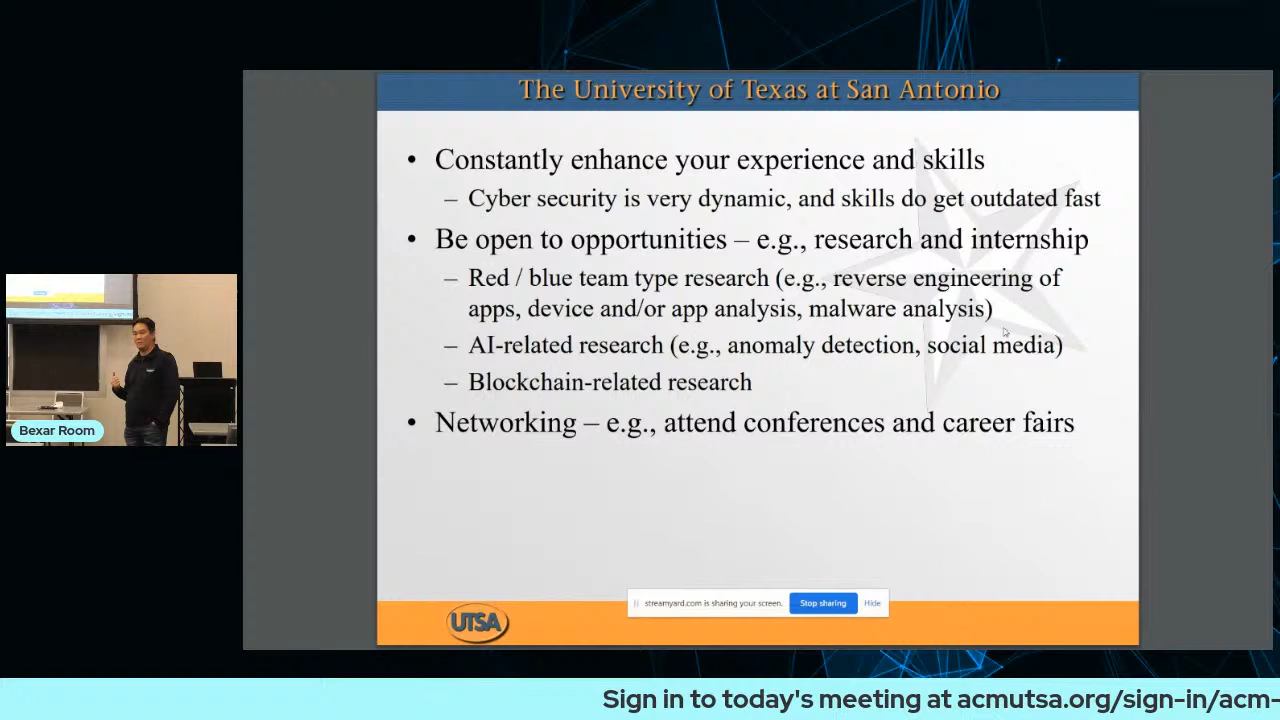 The University of Texas at San Antonio
• Constantly enhance your experience and skills
– Cyber security is very dynamic, and skills do get outdated fast
• Be open to opportunities – e.g., research and internship
– Red / blue team type research (e.g., reverse engineering of
apps, device and/or app analysis, malware analysis)
– AI-related research (e.g., anomaly detection, social media)
– Blockchain-related research
• Networking – e.g., attend conferences and career fairs
Bexar Room
streamyard.com is sharing your screen. Stop sharing Hide
UTSA
Sign in to today's meeting at acmutsa.org/sign-in/acm-